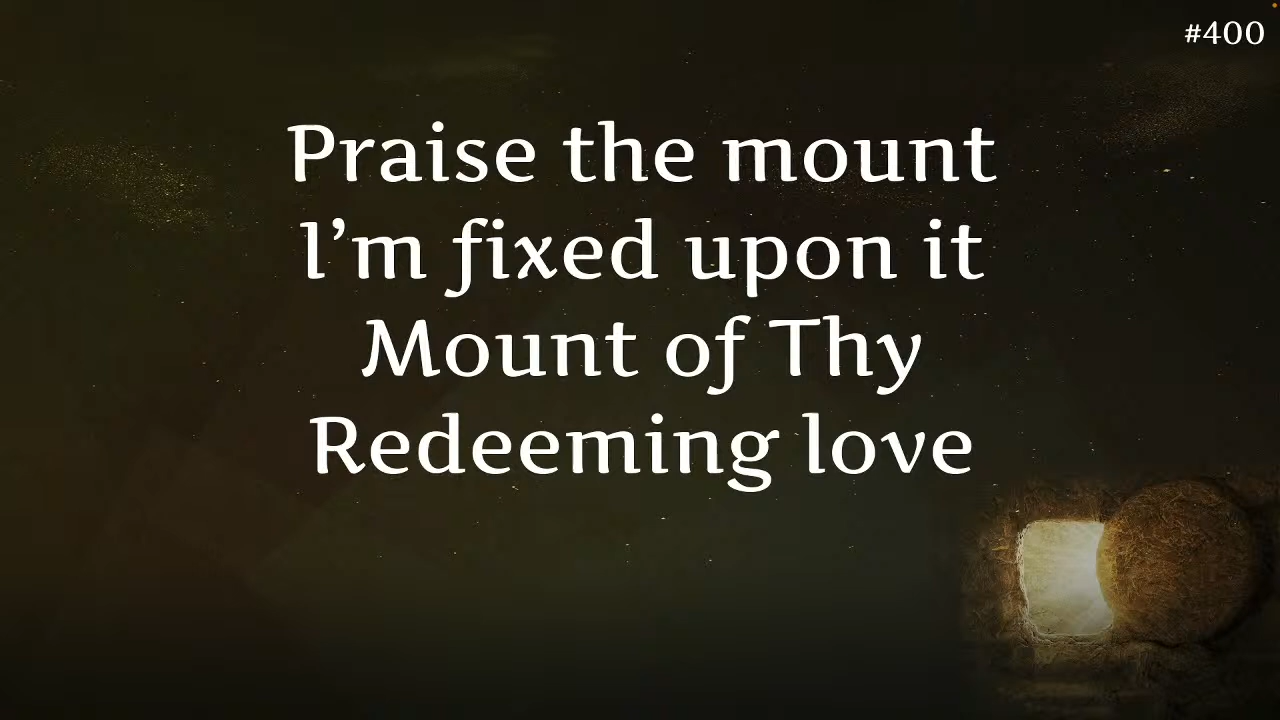 #400
Praise the mount
I’m fixed upon it
Mount of Thy
Redeeming love